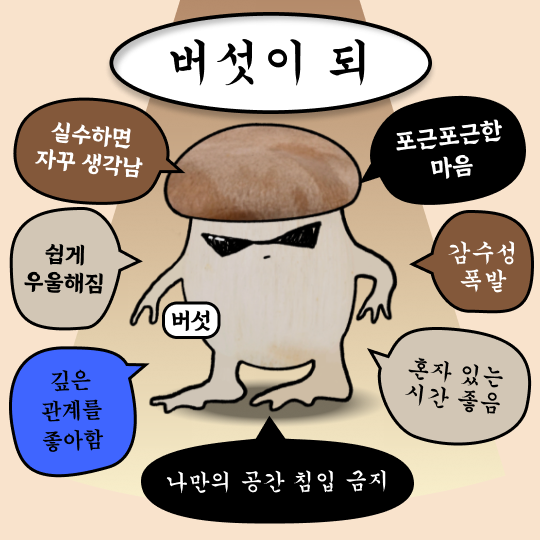 버섯이 되
실수하면
자꾸 생각남
포근포근한
마음
쉽게
우울해짐
감수성
폭발
버섯
깊은
관계를
좋아함
혼자 있는
시간 좋음
나만의 공간 침입 금지